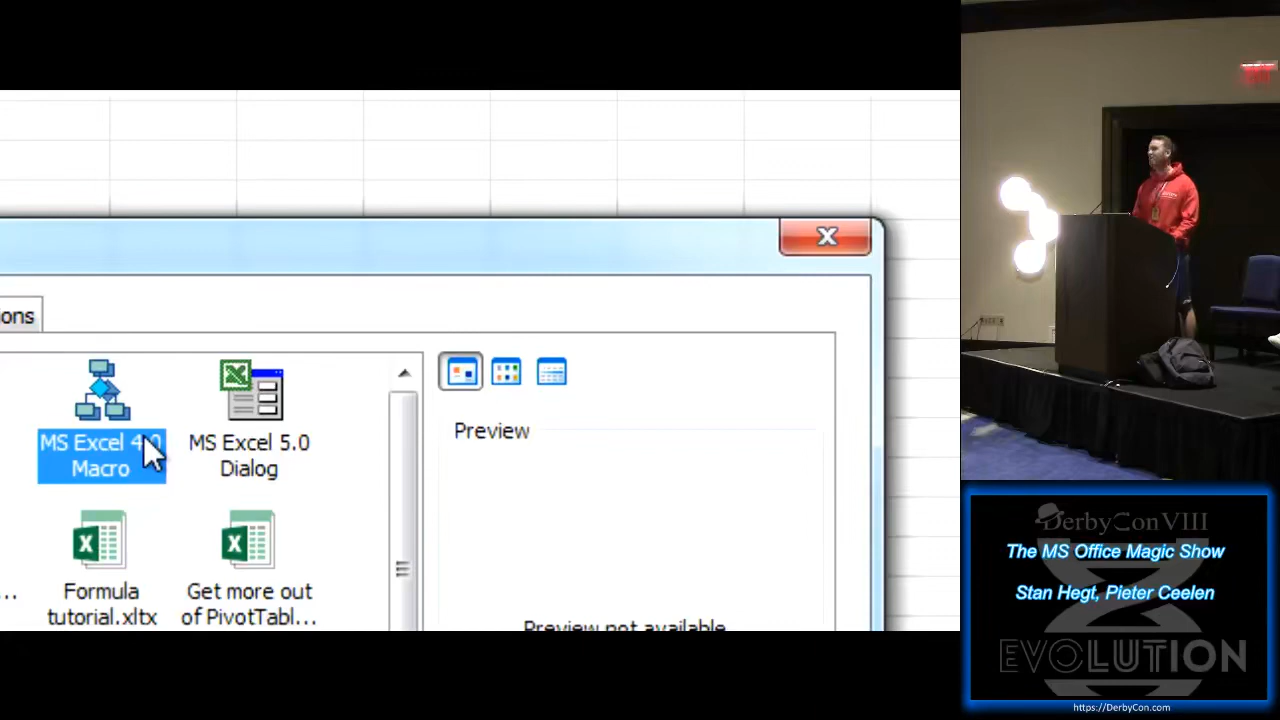 ons
MS Excel 4.0
Macro
MS Excel 5.0
Dialog
Preview
...
Formula
tutorial.xltx
Get more out
of PivotTabl...
Preview not available
DerbyCon VIII
The MS Office Magic Show
Stan Hegt, Pieter Ceelen
EVOLUTION
https://DerbyCon.com